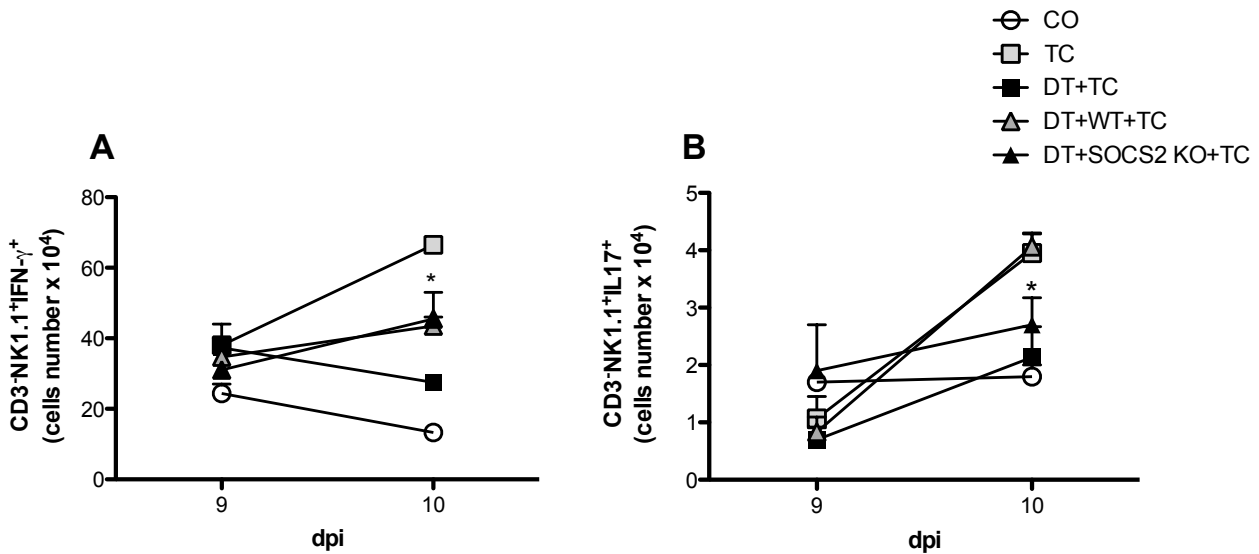 CO
TC
DT+TC
DT+WT+TC
DT+SOCS2 KO+TC
A
CD3⁻NK1.1⁺IFN-γ⁺
(cells number x 10⁴)
80
60
40
20
0
*
9
10
dpi
B
CD3⁻NK1.1⁺IL17⁺
(cells number x 10⁴)
5
4
3
2
1
0
*
9
10
dpi